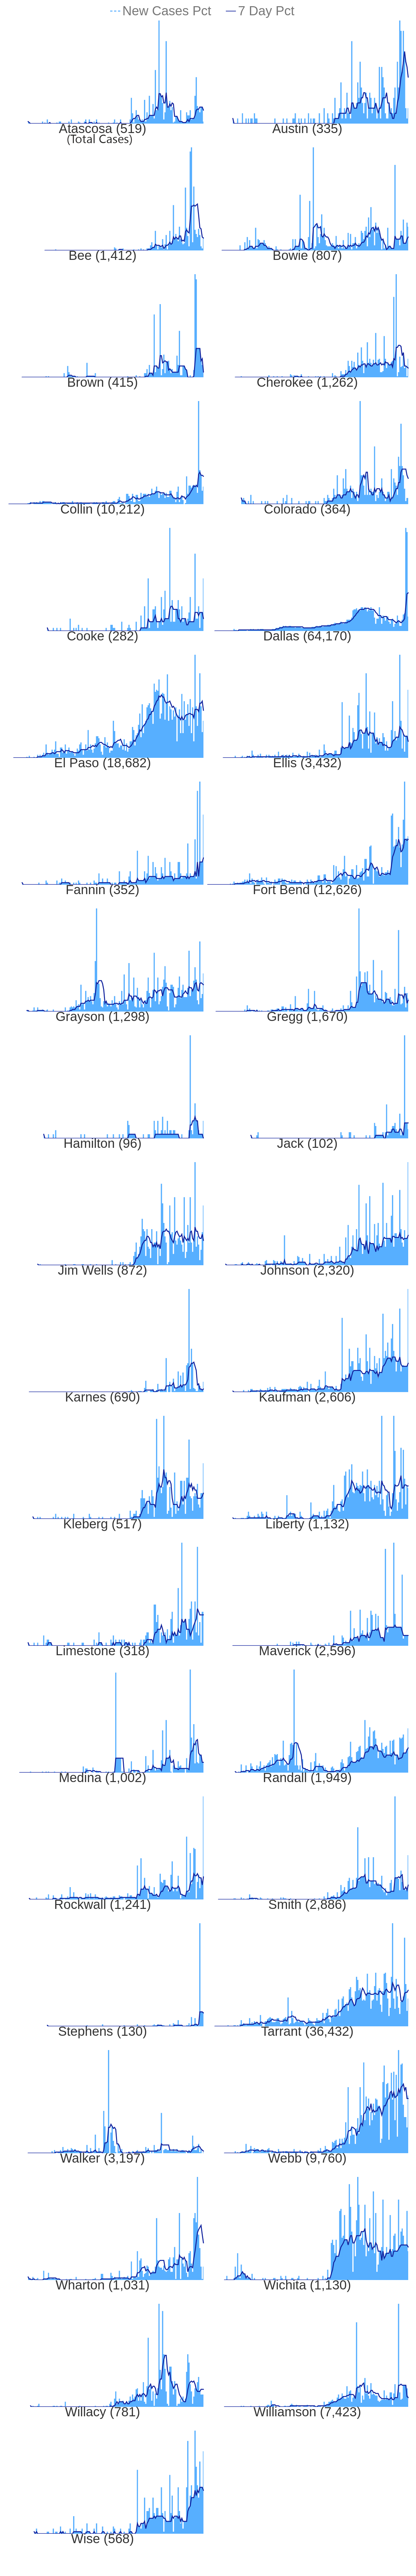 New Cases Pct 7 Day Pct
Atascosa (519) Austin (335)
(Total Cases)
Bee (1,412) Bowie (807)
Brown (415) Cherokee (1,262)
Collin (10,212) Colorado (364)
Cooke (282) Dallas (64,170)
El Paso (18,682) Ellis (3,432)
Fannin (352) Fort Bend (12,626)
Grayson (1,298) Gregg (1,670)
Hamilton (96) Jack (102)
Jim Wells (872) Johnson (2,320)
Karnes (690) Kaufman (2,606)
Kleberg (517) Liberty (1,132)
Limestone (318) Maverick (2,596)
Medina (1,002) Randall (1,949)
Rockwall (1,241) Smith (2,886)
Stephens (130) Tarrant (36,432)
Walker (3,197) Webb (9,760)
Wharton (1,031) Wichita (1,130)
Willacy (781) Williamson (7,423)
Wise (568)